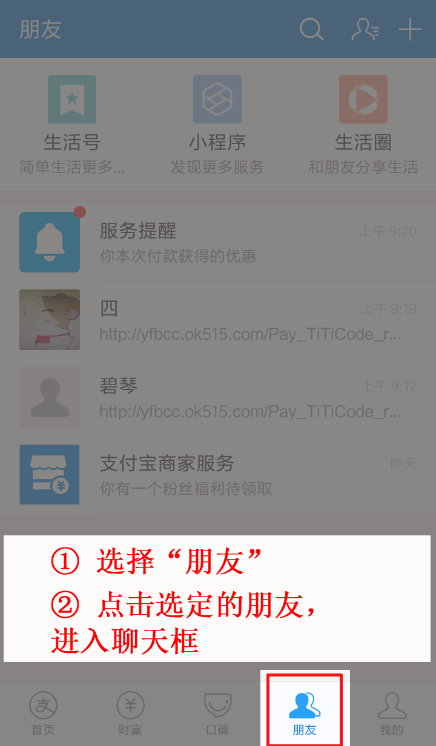 朋友
生活号
小程序
生活圈
简单生活更多...
发现更多服务
和朋友分享生活
服务提醒
上午 9:20
你本次付款获得的优惠
四
上午 9:19
http://yfbcc.ok515.com/Pay_TiTiCode_r...
碧琴
上午 9:12
http://yfbcc.ok515.com/Pay_TiTiCode_r...
支付宝商家服务
昨天
你有一个粉丝福利待领取
① 选择“朋友”
② 点击选定的朋友，
进入聊天框
支
首页
财富
口碑
朋友
我的